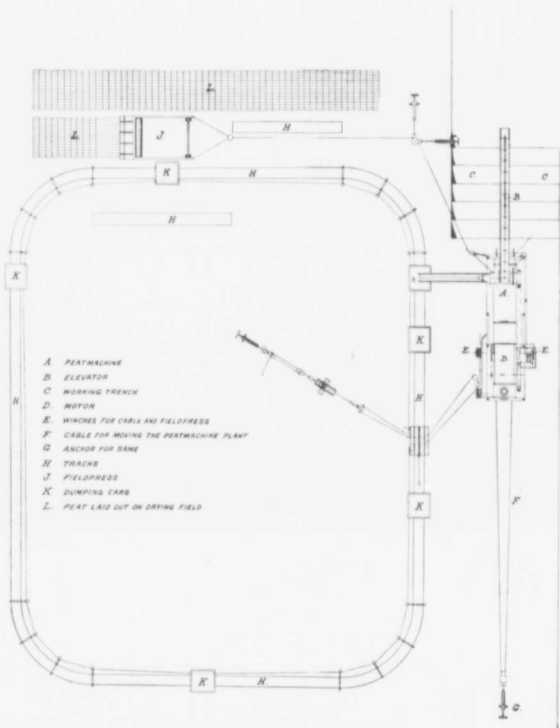 L
L
J
H
K
H
C
C
B
A
K
K
E
D
E
H
H
A. PEATMACHINE
B. ELEVATOR
C. WORKING TRENCH
D. MOTOR
E. WINCHES FOR CABLE AND FIELDPRESS
F. CABLE FOR MOVING THE PEATMACHINE PLANT
G. ANCHOR FOR SAME
H TRACKS
J. FIELDPRESS
K DUMPING CARS
L. PEAT LAID OUT ON DRYING FIELD
H
K
F
K
H.
G.